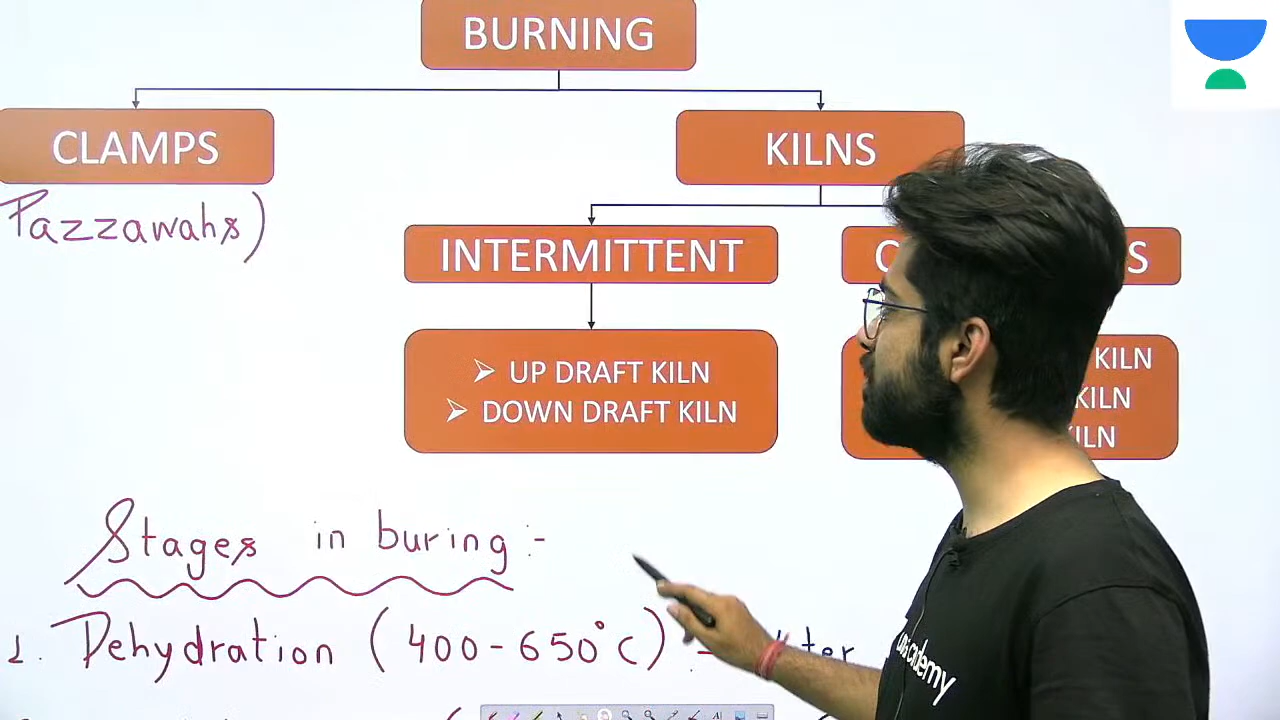 BURNING
CLAMPS
KILNS
Pazzawahs)
INTERMITTENT
➢ UP DRAFT KILN
➢ DOWN DRAFT KILN
KILN
KILN
KILN
Stages in buring :-
1. Dehydration (400-650°C) :-